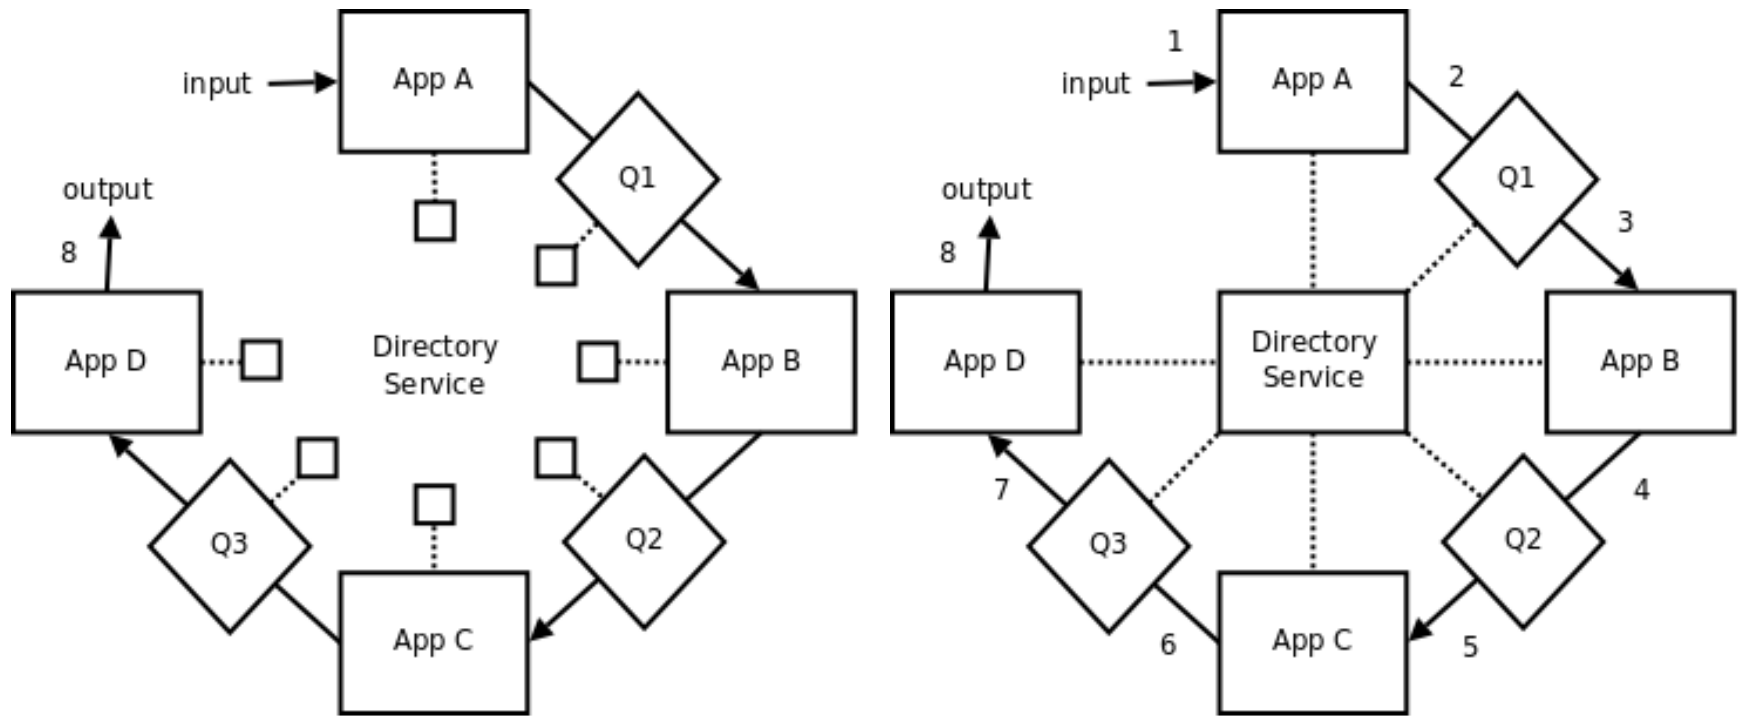 App A
input
Q1
output
8
App D
Directory
Service
App B
Q3
Q2
App C
1
App A
2
input
Q1
output
3
8
App D
Directory
Service
App B
7
4
Q3
Q2
6
App C
5